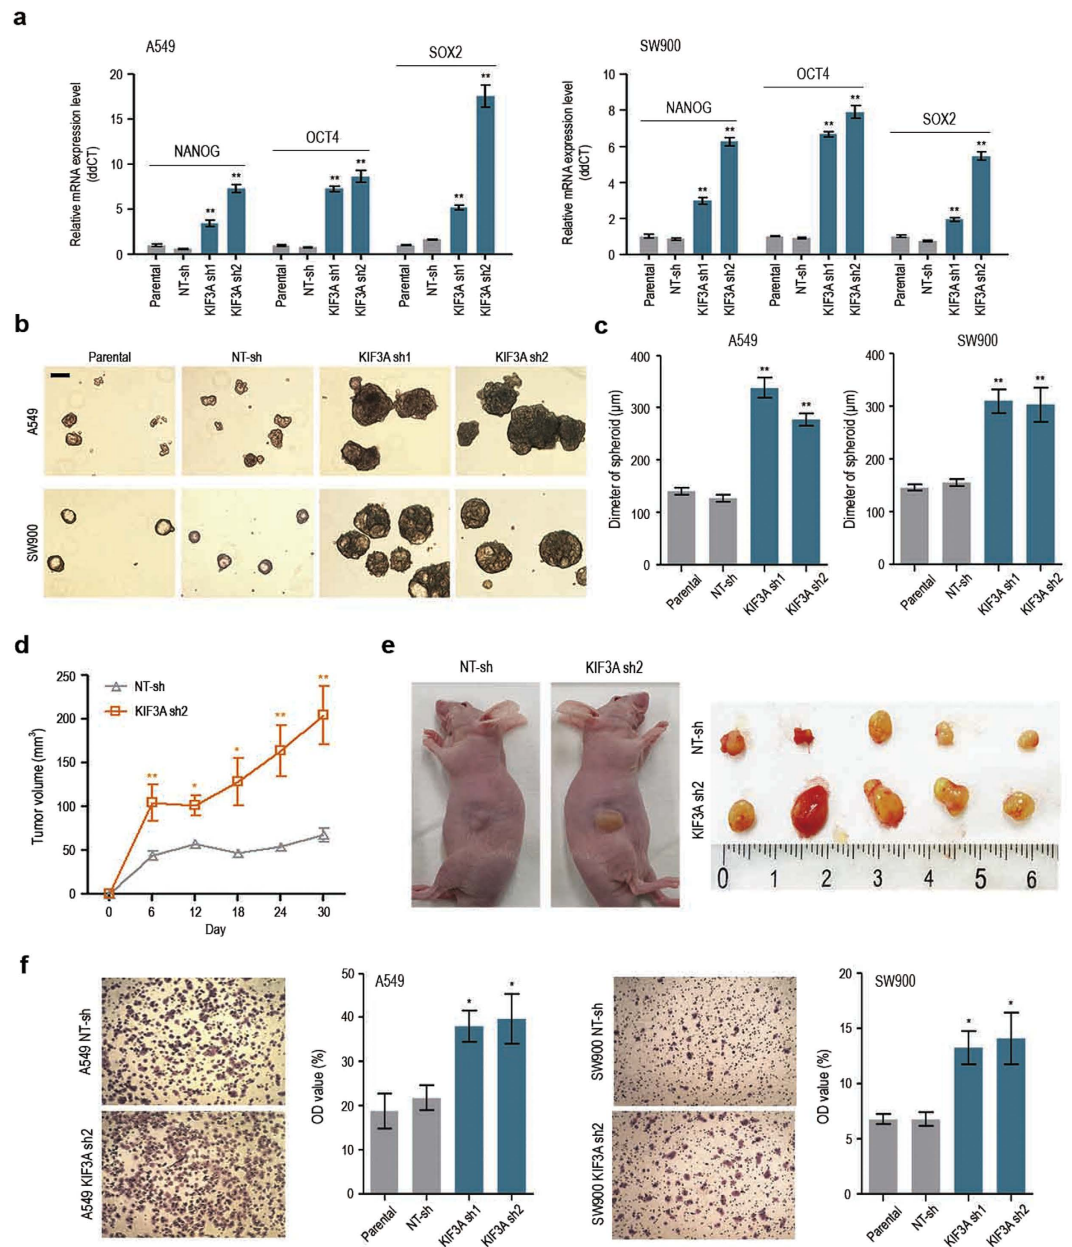 a
A549
SW900
NANOG
OCT4
SOX2
Relative mRNA expression level
(ddCT)
20
15
10
5
0
**
**
**
**
**
**
Parental
NT-sh
KIF3A sh1
KIF3A sh2
Parental
NT-sh
KIF3A sh1
KIF3A sh2
Parental
NT-sh
KIF3A sh1
KIF3A sh2
NANOG
OCT4
SOX2
Relative mRNA expression level
(ddCT)
10
8
6
4
2
0
**
**
**
**
**
**
Parental
NT-sh
KIF3A sh1
KIF3A sh2
Parental
NT-sh
KIF3A sh1
KIF3A sh2
Parental
NT-sh
KIF3A sh1
KIF3A sh2
b
Parental
NT-sh
KIF3A sh1
KIF3A sh2
A549
SW900
c
A549
Dimeter of spheroid (µm)
400
300
200
100
0
**
**
Parental
NT-sh
KIF3A sh1
KIF3A sh2
SW900
Dimeter of spheroid (µm)
400
300
200
100
0
**
**
Parental
NT-sh
KIF3A sh1
KIF3A sh2
d
Tumor volume (mm³)
250
200
150
100
50
0
NT-sh
KIF3A sh2
**
*
*
**
**
0 6 12 18 24 30
Day
e
NT-sh
KIF3A sh2
NT-sh
KIF3A sh2
0 1 2 3 4 5 6
f
A549 NT-sh
A549 KIF3A sh2
A549
OD value (%)
50
40
30
20
10
0
*
*
Parental
NT-sh
KIF3A sh1
KIF3A sh2
SW900 NT-sh
SW900 KIF3A sh2
SW900
OD value (%)
20
15
10
5
0
*
*
Parental
NT-sh
KIF3A sh1
KIF3A sh2